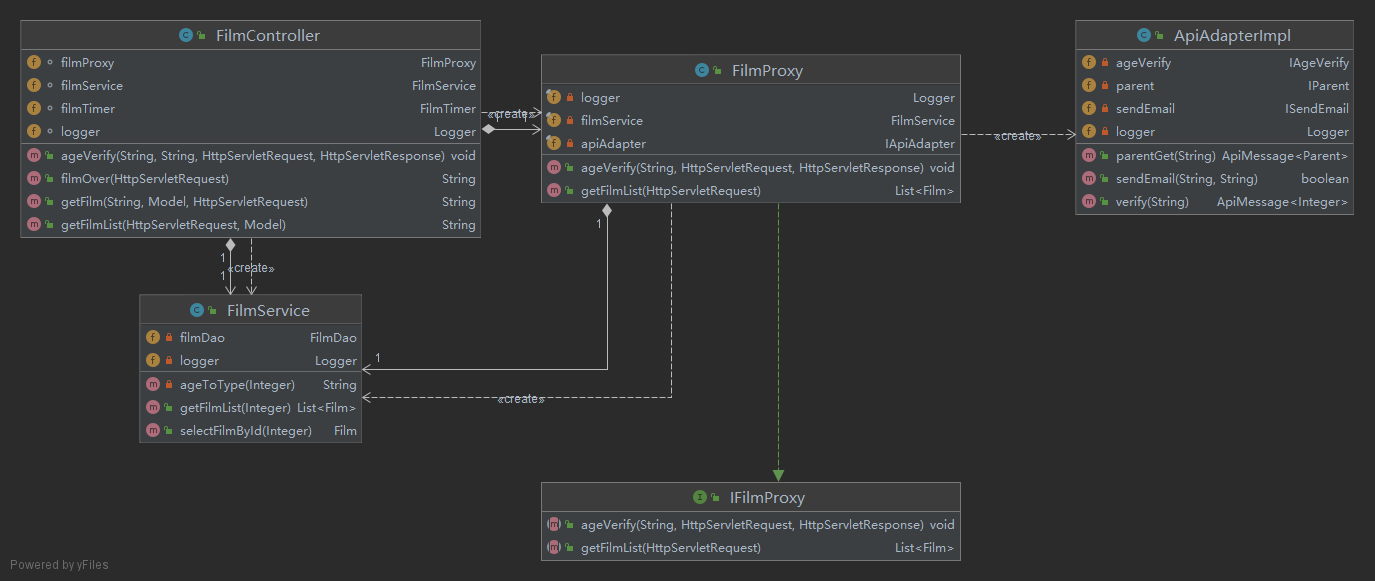 FilmController
filmProxy FilmProxy
filmService FilmService
filmTimer FilmTimer
logger Logger
ageVerify(String, String, HttpServletRequest, HttpServletResponse) void
filmOver(HttpServletRequest) String
getFilm(String, Model, HttpServletRequest) String
getFilmList(HttpServletRequest, Model) String
«create»
1
1
FilmProxy
logger Logger
filmService FilmService
apiAdapter IApiAdapter
ageVerify(String, HttpServletRequest, HttpServletResponse) void
getFilmList(HttpServletRequest) List<Film>
«create»
ApiAdapterImpl
ageVerify IAgeVerify
parent IParent
sendEmail ISendEmail
logger Logger
parentGet(String) ApiMessage<Parent>
sendEmail(String, String) boolean
verify(String) ApiMessage<Integer>
1
1
«create»
FilmService
filmDao FilmDao
logger Logger
ageToType(Integer) String
getFilmList(Integer) List<Film>
selectFilmById(Integer) Film
1
1
«create»
IFilmProxy
ageVerify(String, HttpServletRequest, HttpServletResponse) void
getFilmList(HttpServletRequest) List<Film>
Powered by yFiles